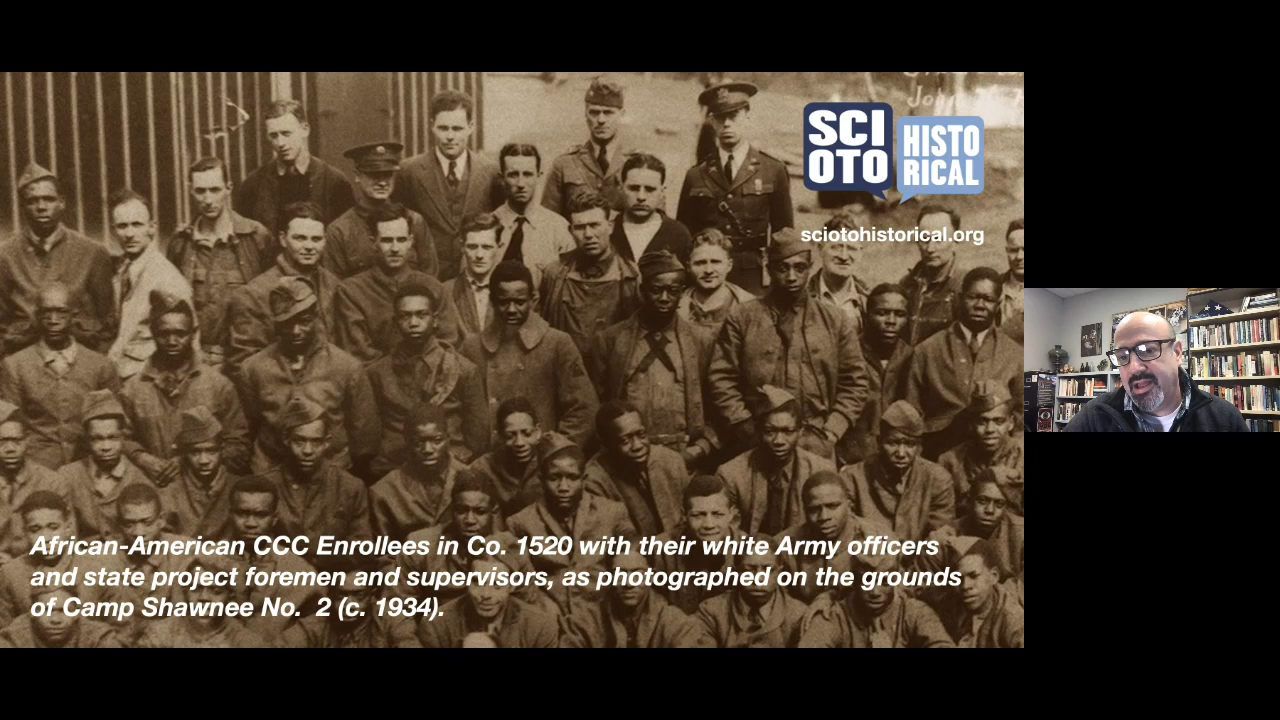 SCI
OTO
HISTO
RICAL
sciotohistorical.org
African-American CCC Enrollees in Co. 1520 with their white Army officers
and state project foremen and supervisors, as photographed on the grounds
of Camp Shawnee No.  2 (c. 1934).